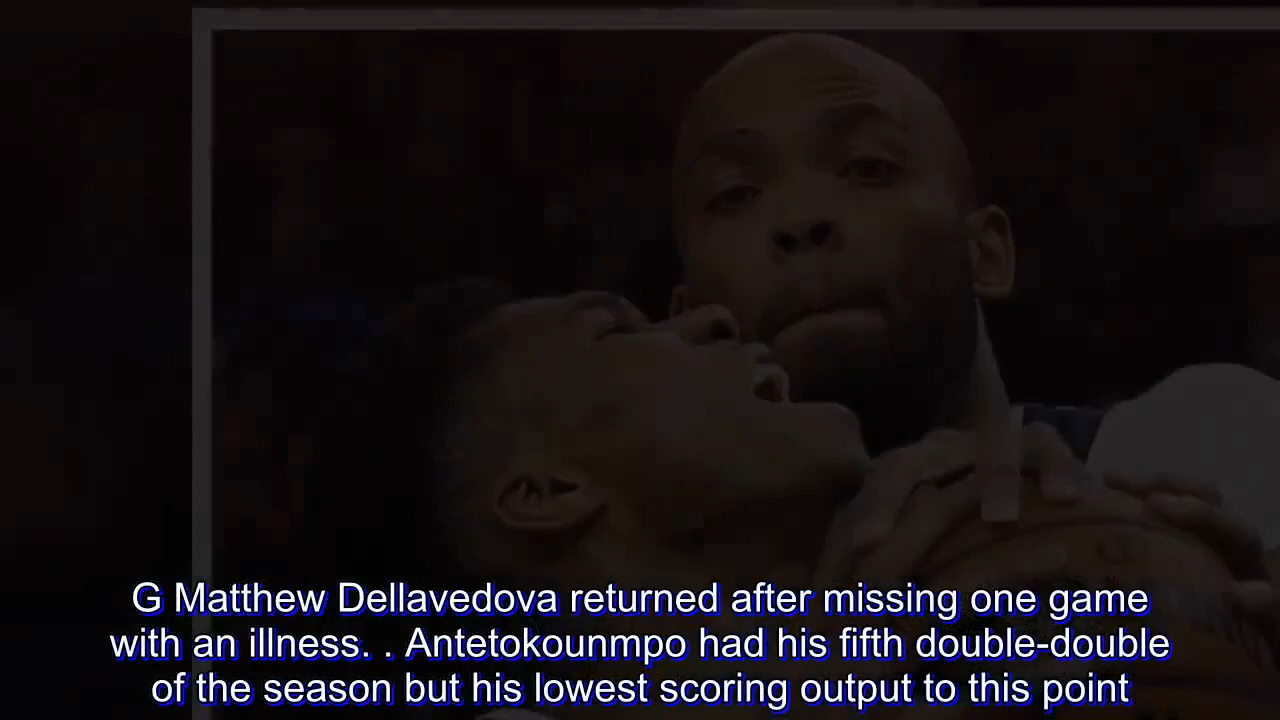 G Matthew Dellavedova returned after missing one game
with an illness. . Antetokounmpo had his fifth double-double
of the season but his lowest scoring output to this point